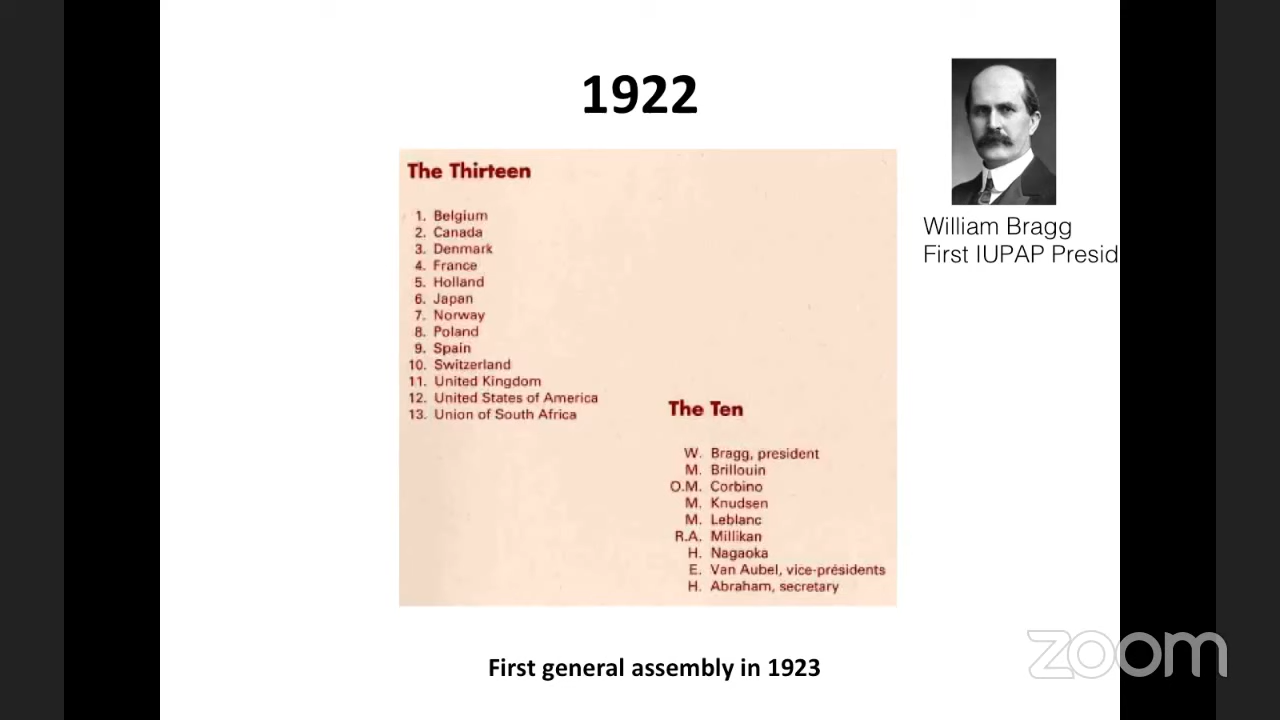 1922
The Thirteen
1. Belgium
2. Canada
3. Denmark
4. France
5. Holland
6. Japan
7. Norway
8. Poland
9. Spain
10. Switzerland
11. United Kingdom
12. United States of America
13. Union of South Africa
The Ten
W. Bragg, president
M. Brillouin
O.M. Corbino
M. Knudsen
M. Leblanc
R.A. Millikan
H. Nagaoka
E. Van Aubel, vice-présidents
H. Abraham, secretary
William Bragg
First IUPAP Presid
First general assembly in 1923
zoom